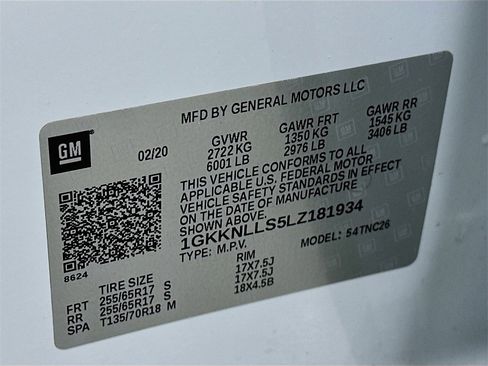 MFD BY GENERAL MOTORS LLC
GM
02/20
GVWR GAWR FRT GAWR RR
2722 KG 1350 KG 1545 KG
6001 LB 2976 LB 3406 LB
THIS VEHICLE CONFORMS TO ALL
APPLICABLE U.S. FEDERAL MOTOR
VEHICLE SAFETY STANDARDS IN EFFECT
ON THE DATE OF MANUFACTURE
SHOWN ABOVE.
1GKKNLLS5LZ181934
TYPE: M.P.V. MODEL: 54TNC26
8624
TIRE SIZE RIM
FRT 255/65R17 S 17X7.5J
RR 255/65R17 S 17X7.5J
SPA T135/70R18 M 18X4.5B